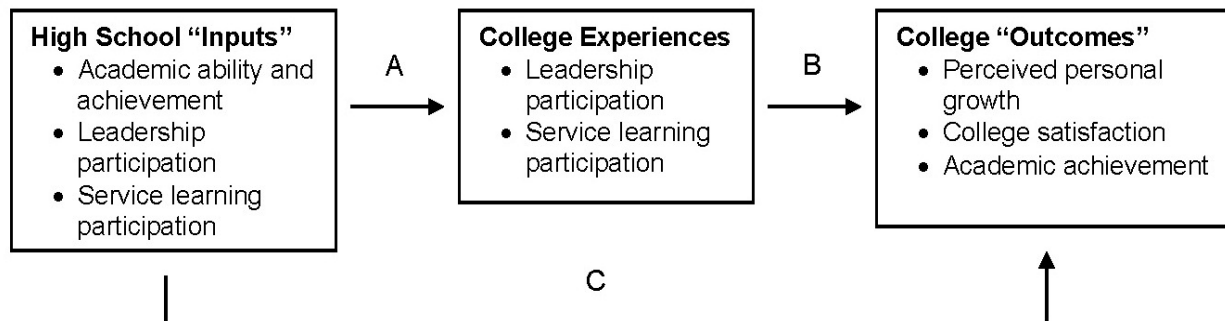 High School “Inputs”
• Academic ability and
achievement
• Leadership
participation
• Service learning
participation
A
College Experiences
• Leadership
participation
• Service learning
participation
B
College “Outcomes”
• Perceived personal
growth
• College satisfaction
• Academic achievement
C